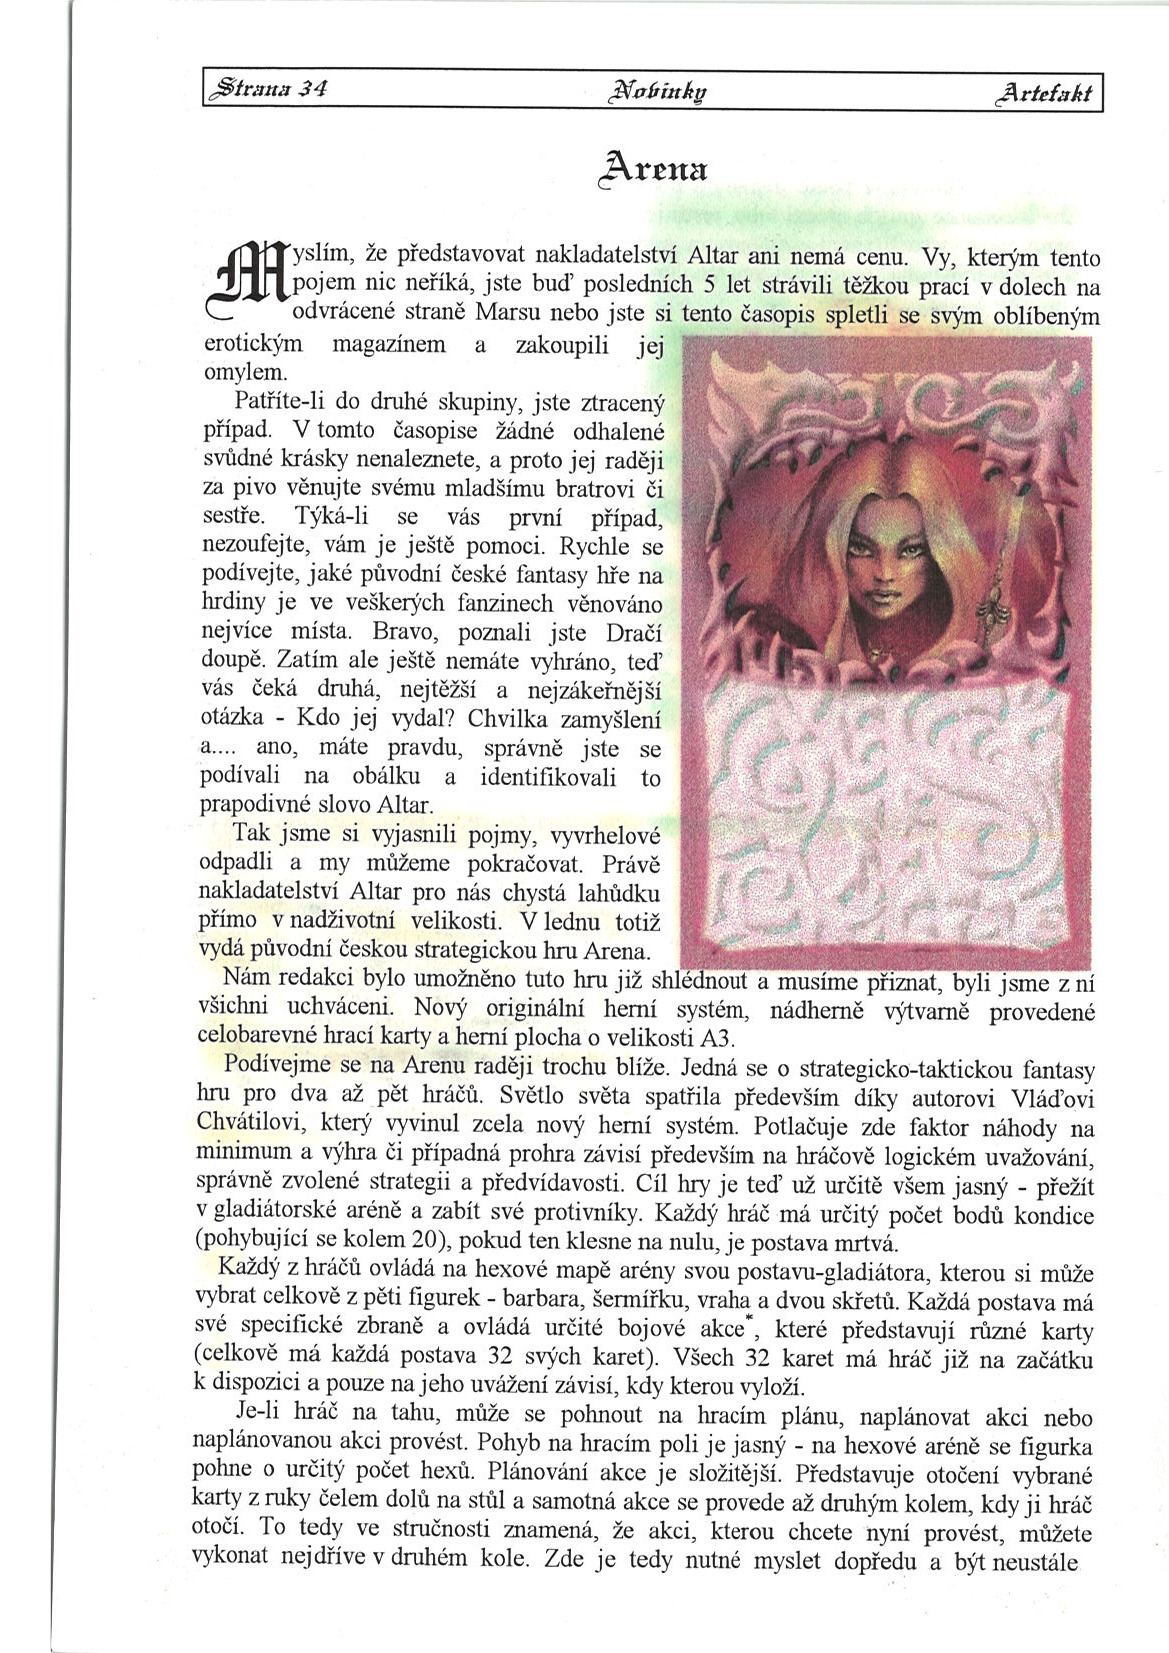 Strana 34 Novinky Artefakt
Arena
Myslím, že představovat nakladatelství Altar ani nemá cenu. Vy, kterým tento
pojem nic neříká, jste buď posledních 5 let strávili těžkou prací v dolech na
odvrácené straně Marsu nebo jste si tento časopis spletli se svým oblíbeným
erotickým magazínem a zakoupili jej
omylem.
Patříte-li do druhé skupiny, jste ztracený
případ. V tomto časopise žádné odhalené
svůdné krásky nenaleznete, a proto jej raději
za pivo věnujte svému mladšímu bratrovi či
sestře. Týká-li se vás první případ,
nezoufejte, vám je ještě pomoci. Rychle se
podívejte, jaké původní české fantasy hře na
hrdiny je ve veškerých fanzinech věnováno
nejvíce místa. Bravo, poznali jste Dračí
doupě. Zatím ale ještě nemáte vyhráno, teď
vás čeká druhá, nejtěžší a nejzákeřnější
otázka - Kdo jej vydal? Chvilka zamyšlení
a.... ano, máte pravdu, správně jste se
podívali na obálku a identifikovali to
prapodivné slovo Altar.
Tak jsme si vyjasnili pojmy, vyvrhelové
odpadli a my můžeme pokračovat. Právě
nakladatelství Altar pro nás chystá lahůdku
přímo v nadživotní velikosti. V lednu totiž
vydá původní českou strategickou hru Arena.
Nám redakci bylo umožněno tuto hru již shlédnout a musíme přiznat, byli jsme z ní
všichni uchváceni. Nový originální herní systém, nádherně výtvarně provedené
celobarevné hrací karty a herní plocha o velikosti A3.
Podívejme se na Arenu raději trochu blíže. Jedná se o strategicko-taktickou fantasy
hru pro dva až pět hráčů. Světlo světa spatřila především díky autorovi Vláďovi
Chvátilovi, který vyvinul zcela nový herní systém. Potlačuje zde faktor náhody na
minimum a výhra či případná prohra závisí především na hráčově logickém uvažování,
správně zvolené strategii a předvídavosti. Cíl hry je teď už určitě všem jasný - přežít
v gladiátorské aréně a zabít své protivníky. Každý hráč má určitý počet bodů kondice
(pohybující se kolem 20), pokud ten klesne na nulu, je postava mrtvá.
Každý z hráčů ovládá na hexové mapě arény svou postavu-gladiátora, kterou si může
vybrat celkově z pěti figurek - barbara, šermířku, vraha a dvou skřetů. Každá postava má
své specifické zbraně a ovládá určité bojové akce*, které představují různé karty
(celkově má každá postava 32 svých karet). Všech 32 karet má hráč již na začátku
k dispozici a pouze na jeho uvážení závisí, kdy kterou vyloží.
Je-li hráč na tahu, může se pohnout na hracím plánu, naplánovat akci nebo
naplánovanou akci provést. Pohyb na hracím poli je jasný - na hexové aréně se figurka
pohne o určitý počet hexů. Plánování akce je složitější. Představuje otočení vybrané
karty z ruky čelem dolů na stůl a samotná akce se provede až druhým kolem, kdy ji hráč
otočí. To tedy ve stručnosti znamená, že akci, kterou chcete nyní provést, můžete
vykonat nejdříve v druhém kole. Zde je tedy nutné myslet dopředu a být neustále